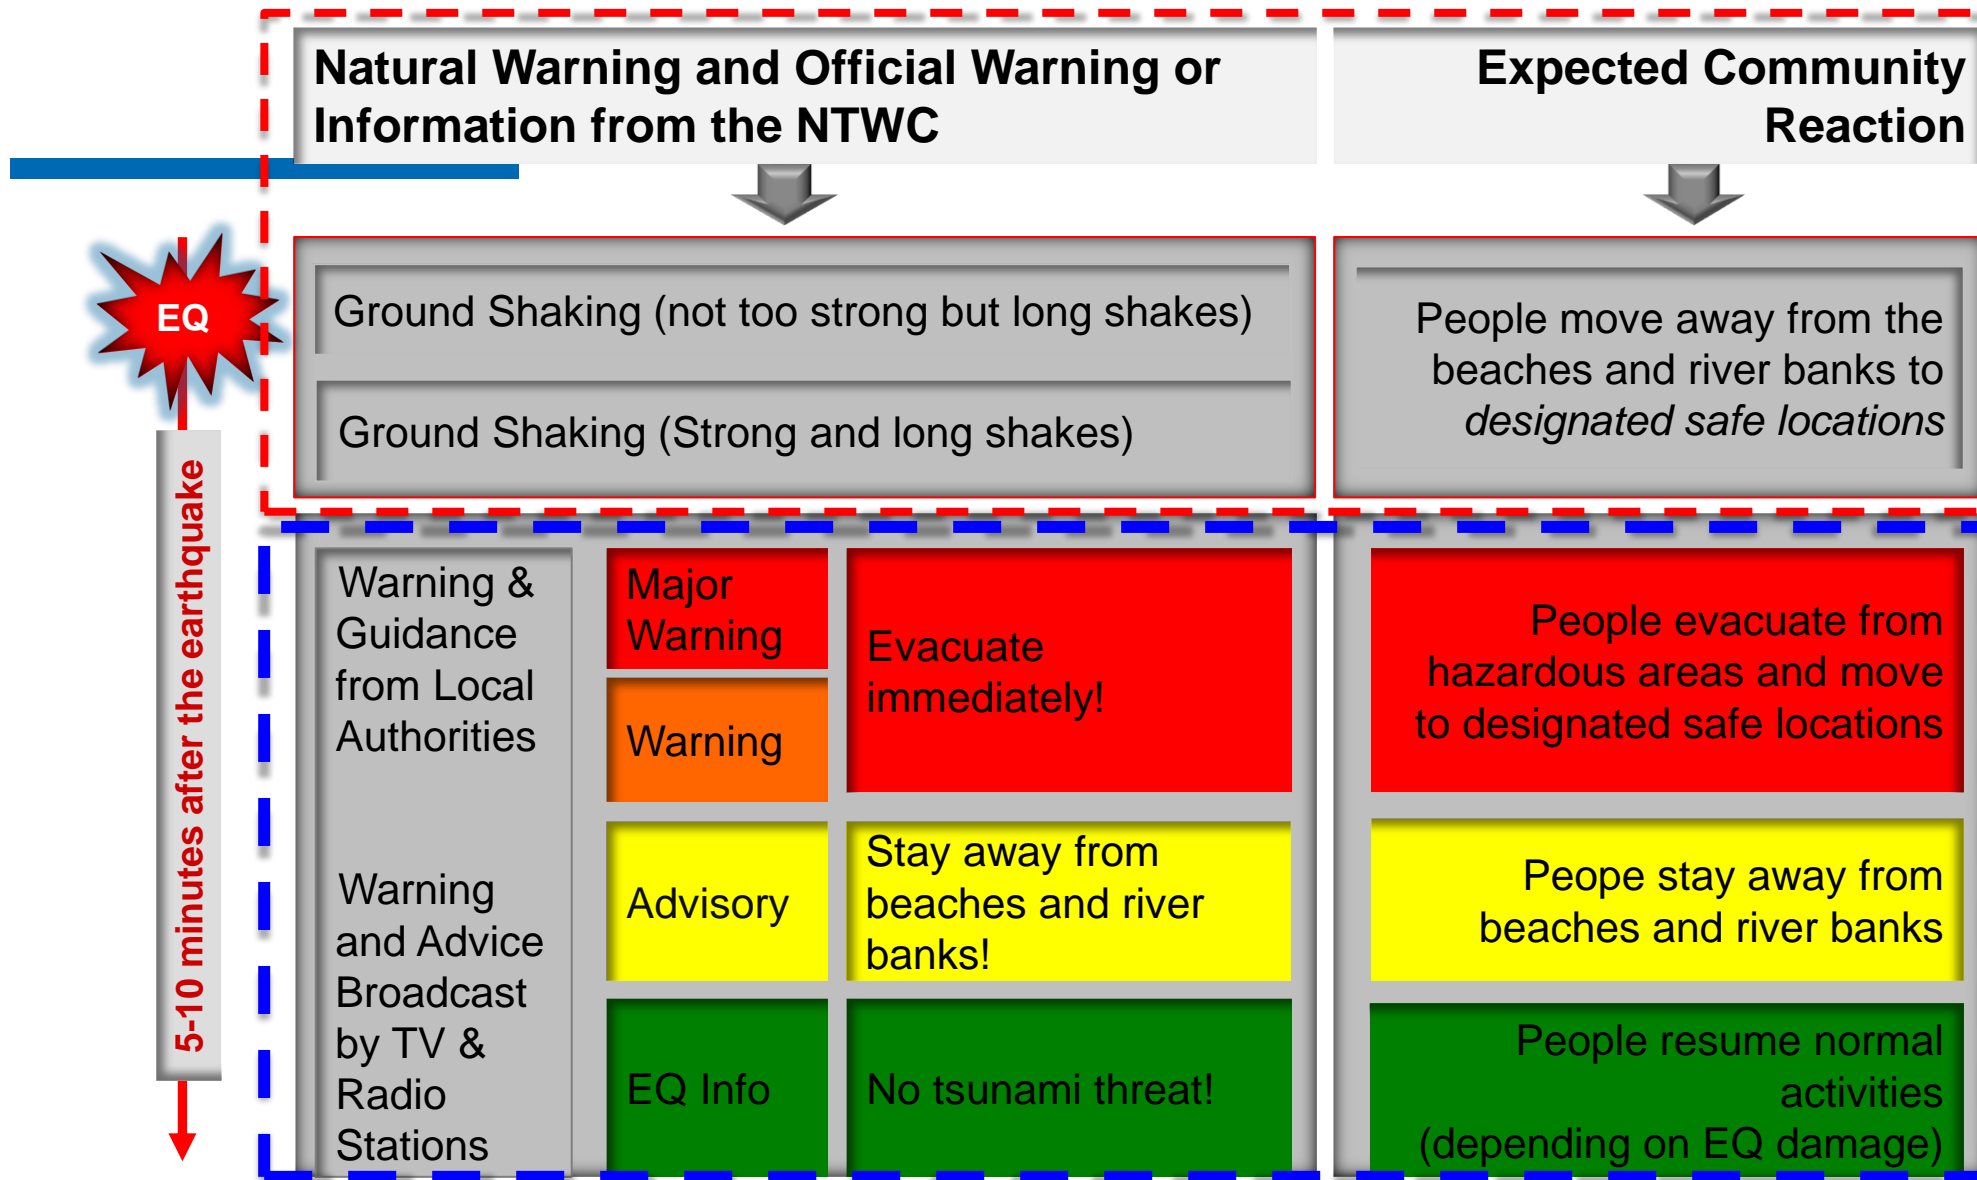 Natural Warning and Official Warning or
Information from the NTWC
Expected Community
Reaction
EQ
Ground Shaking (not too strong but long shakes)
Ground Shaking (Strong and long shakes)
People move away from the
beaches and river banks to
designated safe locations
5-10 minutes after the earthquake
Warning &
Guidance
from Local
Authorities
Warning
and Advice
Broadcast
by TV &
Radio
Stations
Major
Warning
Warning
Evacuate
immediately!
People evacuate from
hazardous areas and move
to designated safe locations
Advisory
Stay away from
beaches and river
banks!
Peope stay away from
beaches and river banks
EQ Info
No tsunami threat!
People resume normal
activities
(depending on EQ damage)